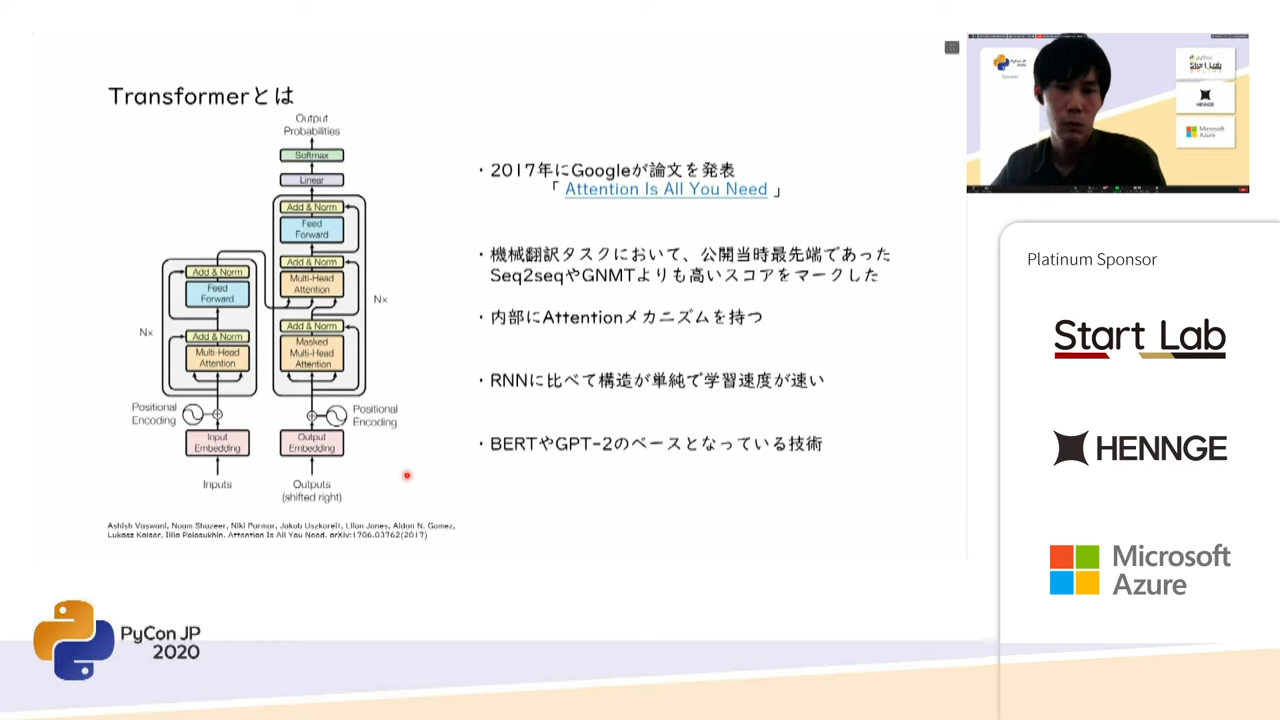 Transformerとは
Output
Probabilities
Softmax
Linear
Add & Norm
Feed
Forward
Add & Norm
Multi-Head
Attention
Add & Norm
Masked
Multi-Head
Attention
Nx
Add & Norm
Feed
Forward
Nx
Add & Norm
Multi-Head
Attention
Positional
Encoding
Positional
Encoding
Input
Embedding
Output
Embedding
Inputs
Outputs
(shifted right)
Ashish Vaswani, Noam Shazeer, Niki Parmar, Jakob Uszkoreit, Llion Jones, Aidan N. Gomez,
Lukasz Kaiser, Illia Polosukhin. Attention Is All You Need. arXiv:1706.03762(2017)
・2017年にGoogleが論文を発表
「 Attention Is All You Need 」
・機械翻訳タスクにおいて、公開当時最先端であった
Seq2seqやGNMTよりも高いスコアをマークした
・内部にAttentionメカニズムを持つ
・RNNに比べて構造が単純で学習速度が速い
・BERTやGPT-2のベースとなっている技術
PyCon JP
2020
Sponsor
python
Start Lab
ONLINE
HENNGE
Microsoft
Azure
Platinum Sponsor
Start Lab
HENNGE
Microsoft
Azure
PyCon JP
2020